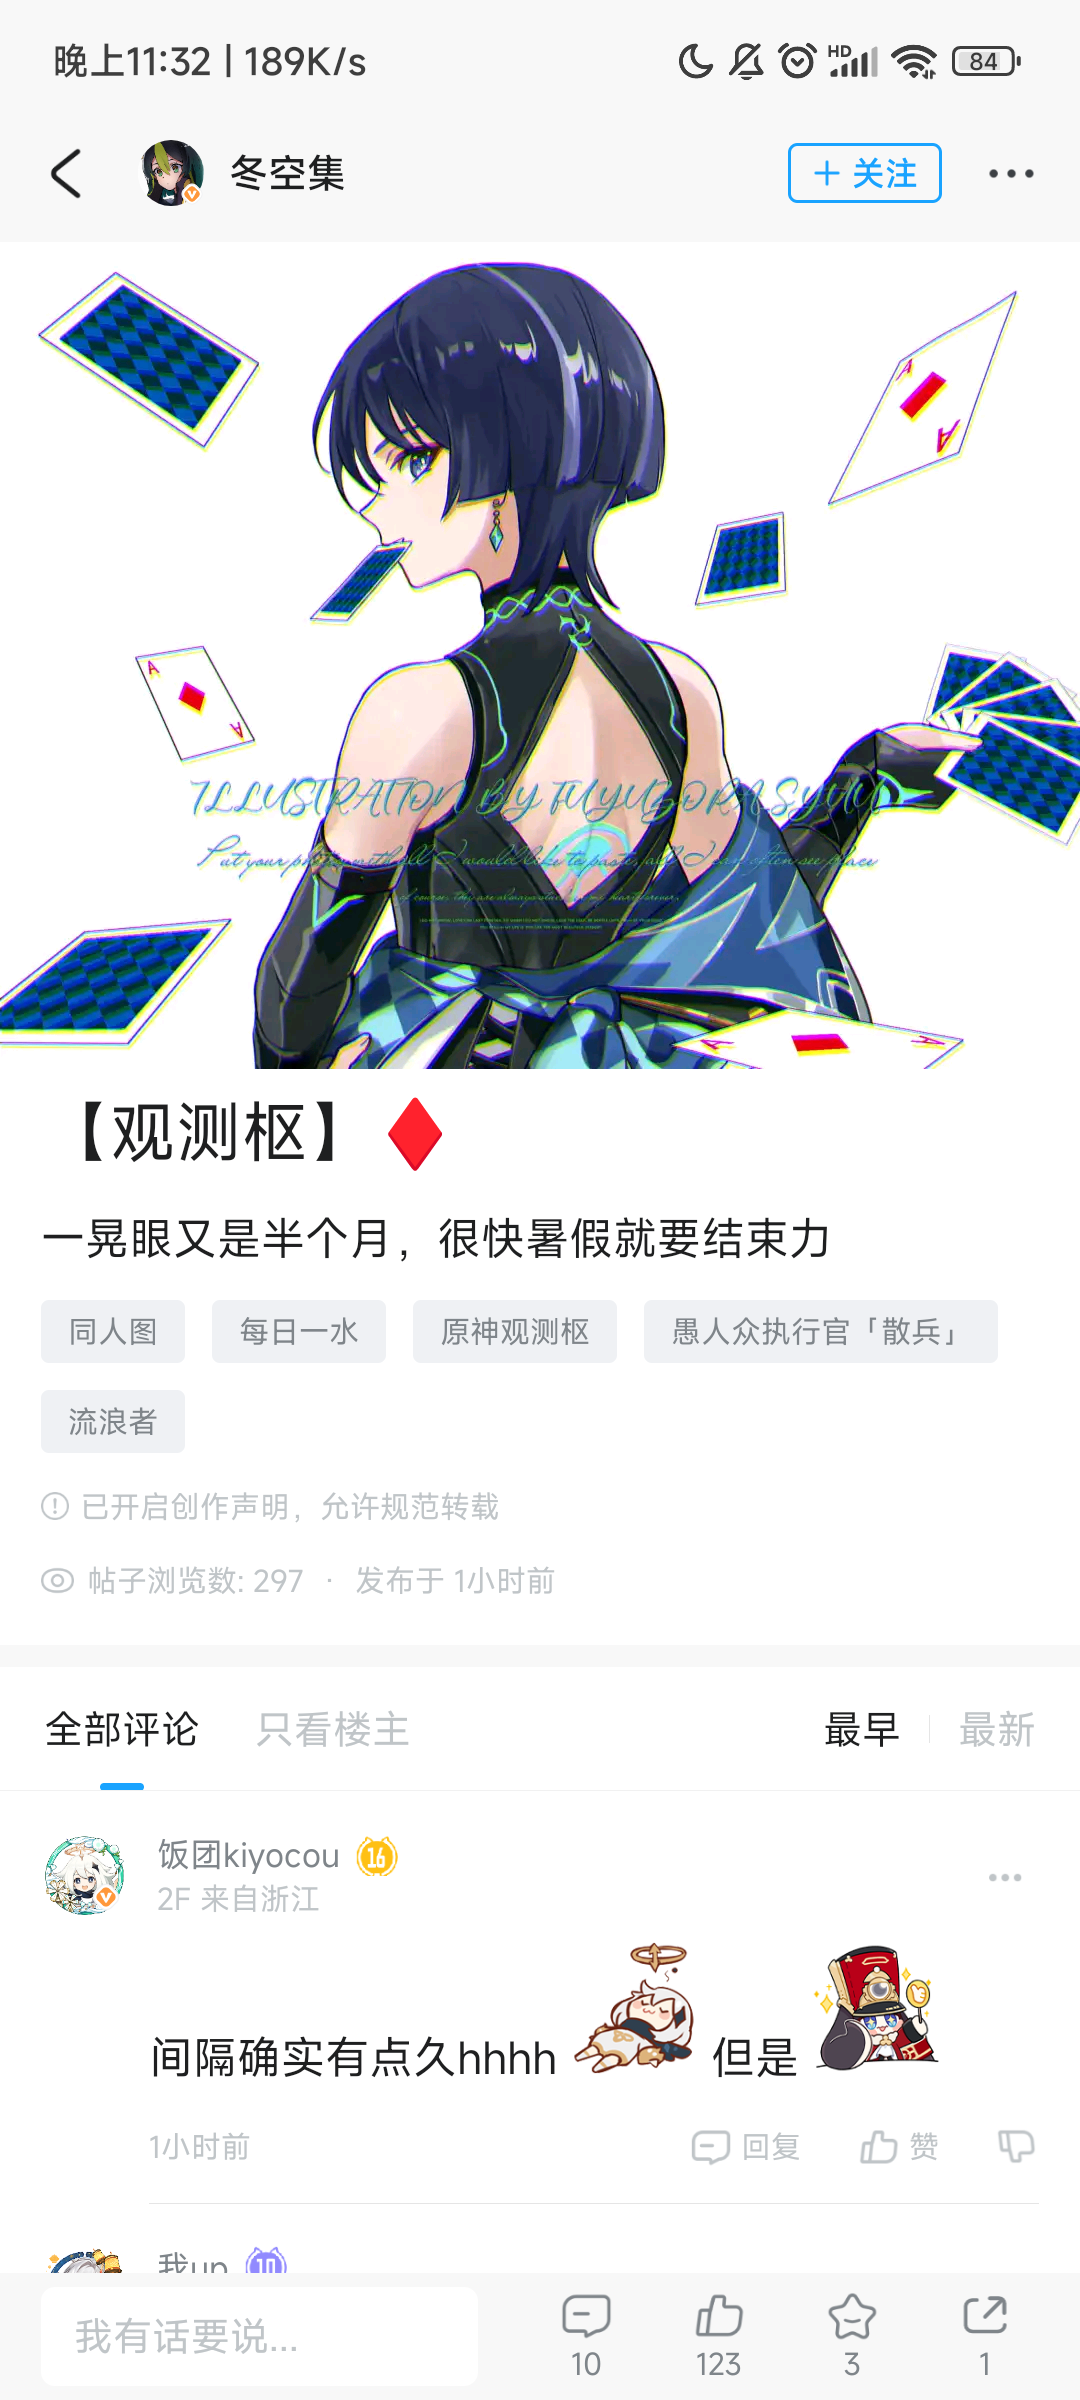 晚上11:32 | 189K/s
HD
84
冬空集
+ 关注
A
A
A
A
ILLUSTRATION BY FUYUSORASYUU
【观测枢】♦️
一晃眼又是半个月，很快暑假就要结束力
同人图 每日一水 原神观测枢 愚人众执行官「散兵」
流浪者
已开启创作声明，允许规范转载
帖子浏览数: 297 · 发布于 1小时前
全部评论 只看楼主 最早 最新
饭团kiyocou 16
2F 来自浙江
间隔确实有点久hhhh 但是
1小时前 回复 赞
我up 10
我有话要说...
10 123 3 1